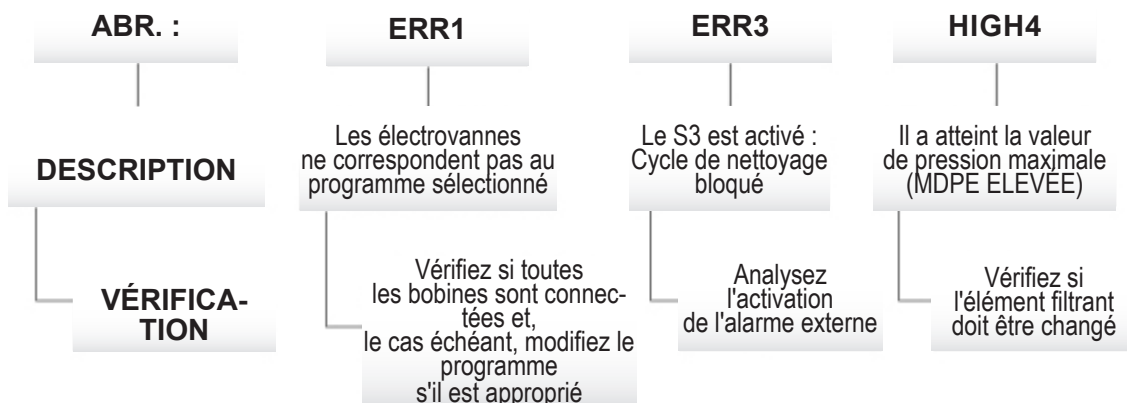 ABR. :
DESCRIPTION
VÉRIFICA-
TION
ERR1
Les électrovannes
ne correspondent pas au
programme sélectionné
Vérifiez si toutes
les bobines sont connec-
tées et,
le cas échéant, modifiez le
programme
s'il est approprié
ERR3
Le S3 est activé :
Cycle de nettoyage
bloqué
Analysez
l'activation
de l'alarme externe
HIGH4
Il a atteint la valeur
de pression maximale
(MDPE ELEVÉE)
Vérifiez si
l'élément filtrant
doit être changé